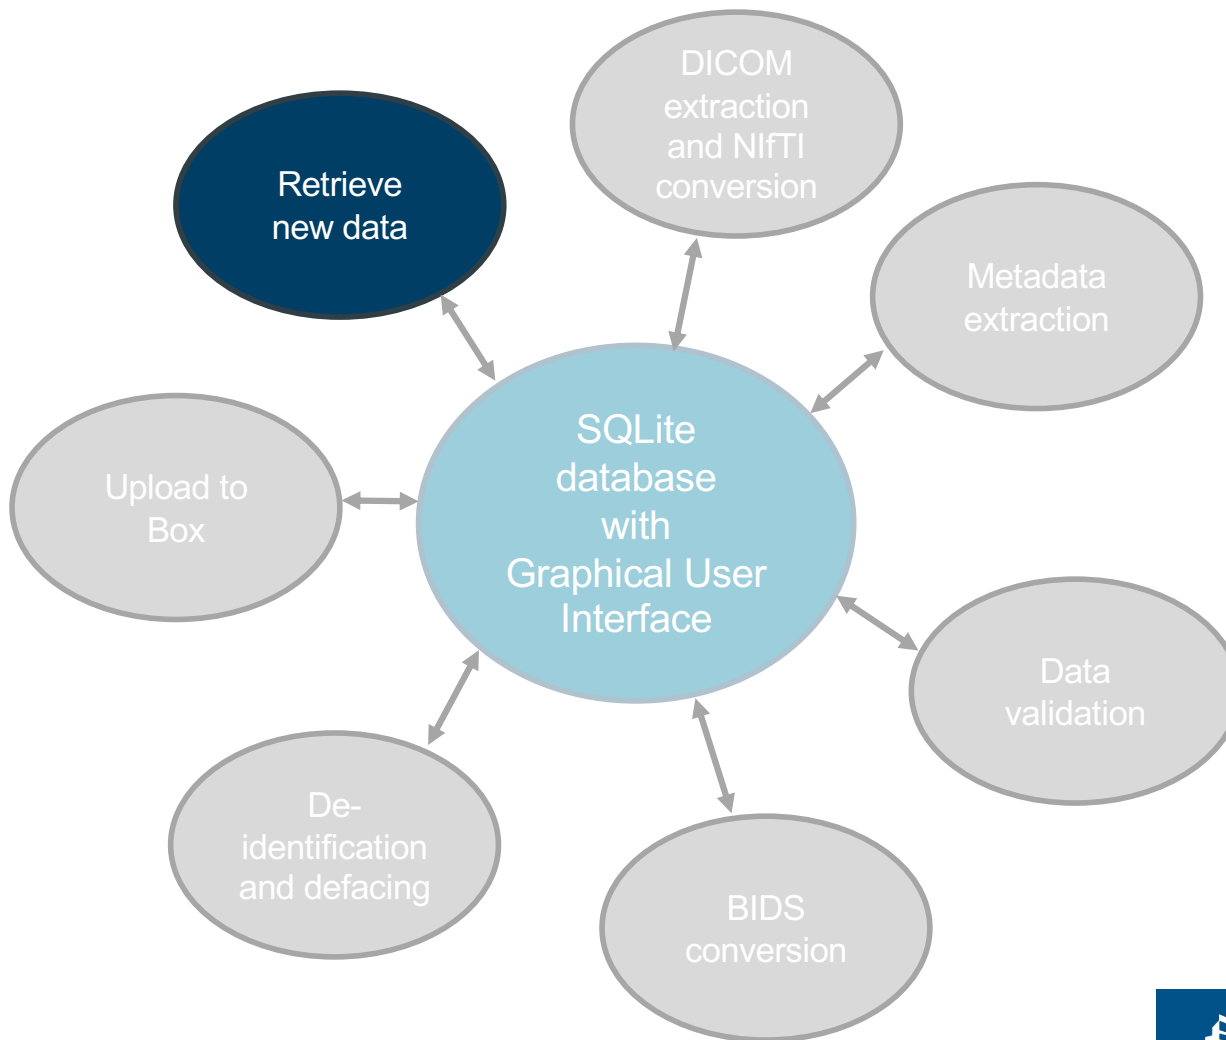 DICOM
extraction
and NIfTI
conversion
Retrieve
new data
Metadata
extraction
SQLite
database
with
Graphical User
Interface
Upload to
Box
Data
validation
De-
identification
and defacing
BIDS
conversion